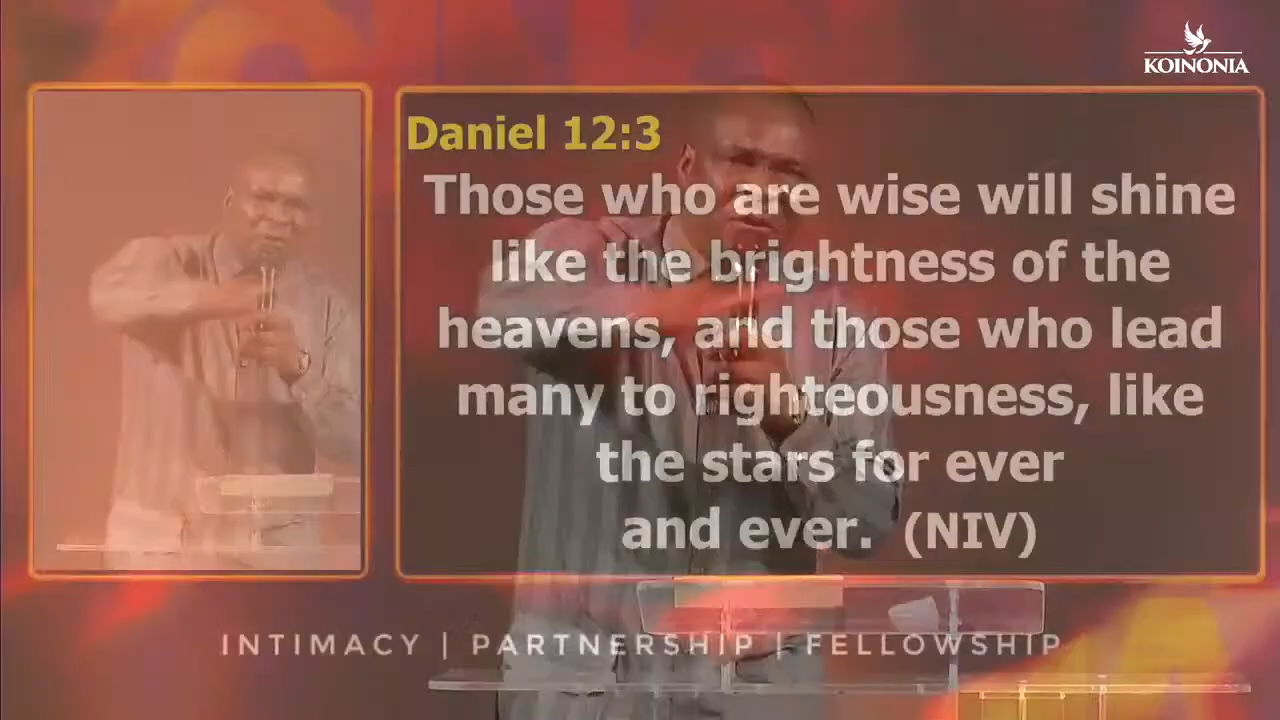 KOINONIA
Daniel 12:3
Those who are wise will shine
like the brightness of the
heavens, and those who lead
many to righteousness, like
the stars for ever
and ever. (NIV)
INTIMACY | PARTNERSHIP | FELLOWSHIP